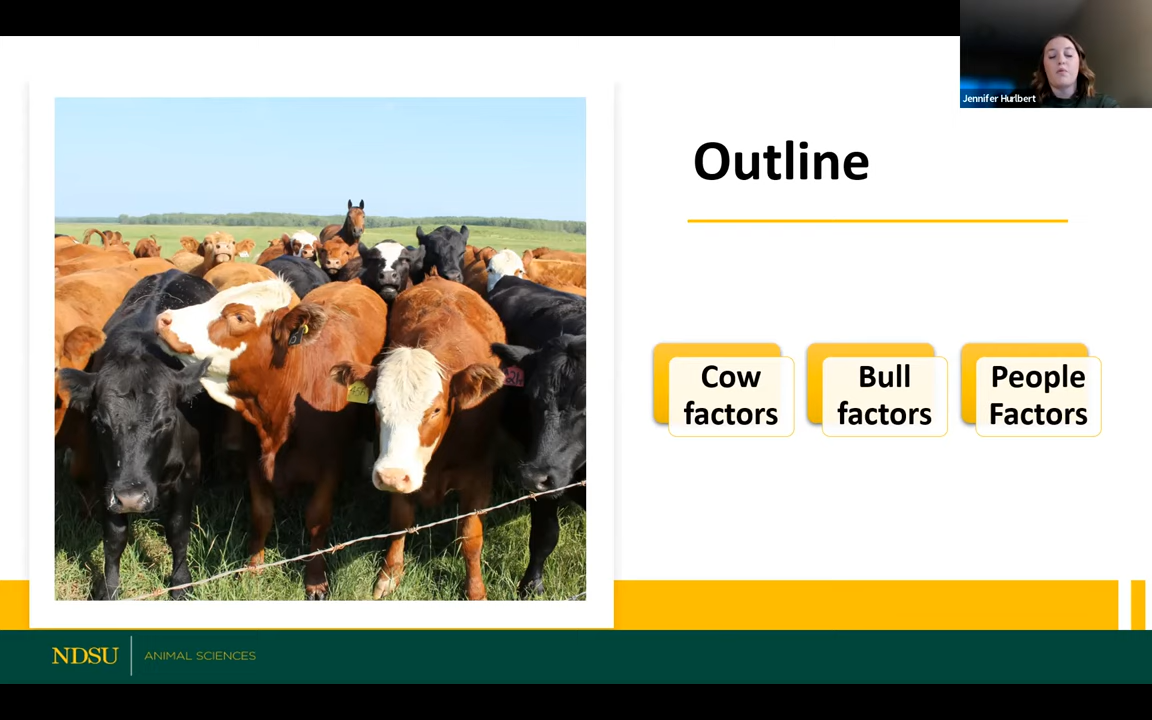 Jennifer Hurlbert
Outline
Cow
factors
Bull
factors
People
Factors
NDSU
ANIMAL SCIENCES